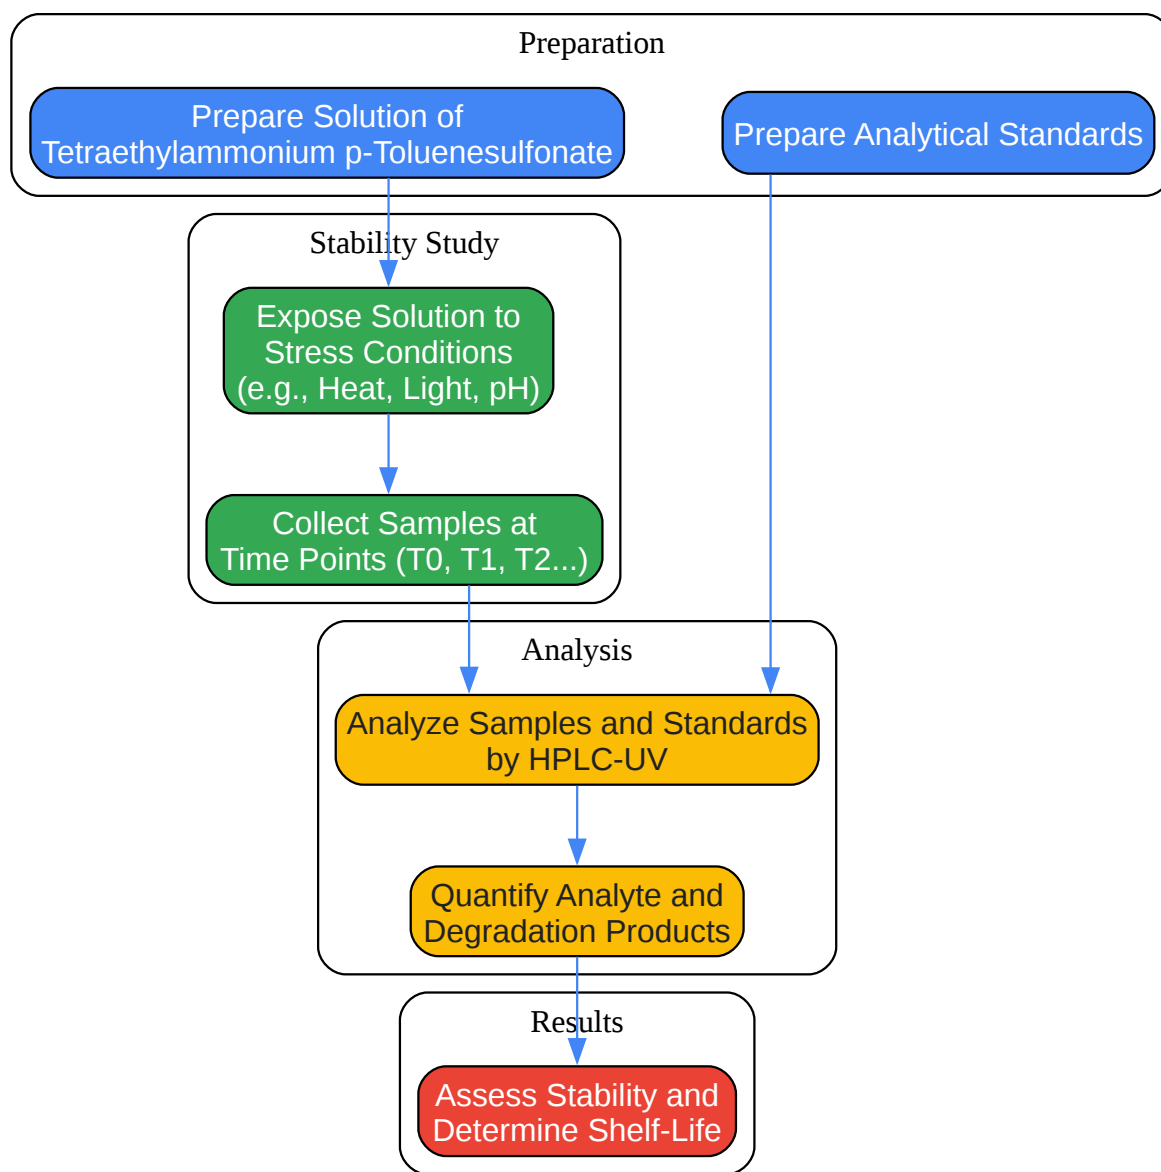 Preparation
Prepare Solution of
Tetraethylammonium p-Toluenesulfonate
Prepare Analytical Standards
Stability Study
Expose Solution to
Stress Conditions
(e.g., Heat, Light, pH)
Collect Samples at
Time Points (T0, T1, T2...)
Analysis
Analyze Samples and Standards
by HPLC-UV
Quantify Analyte and
Degradation Products
Results
Assess Stability and
Determine Shelf-Life